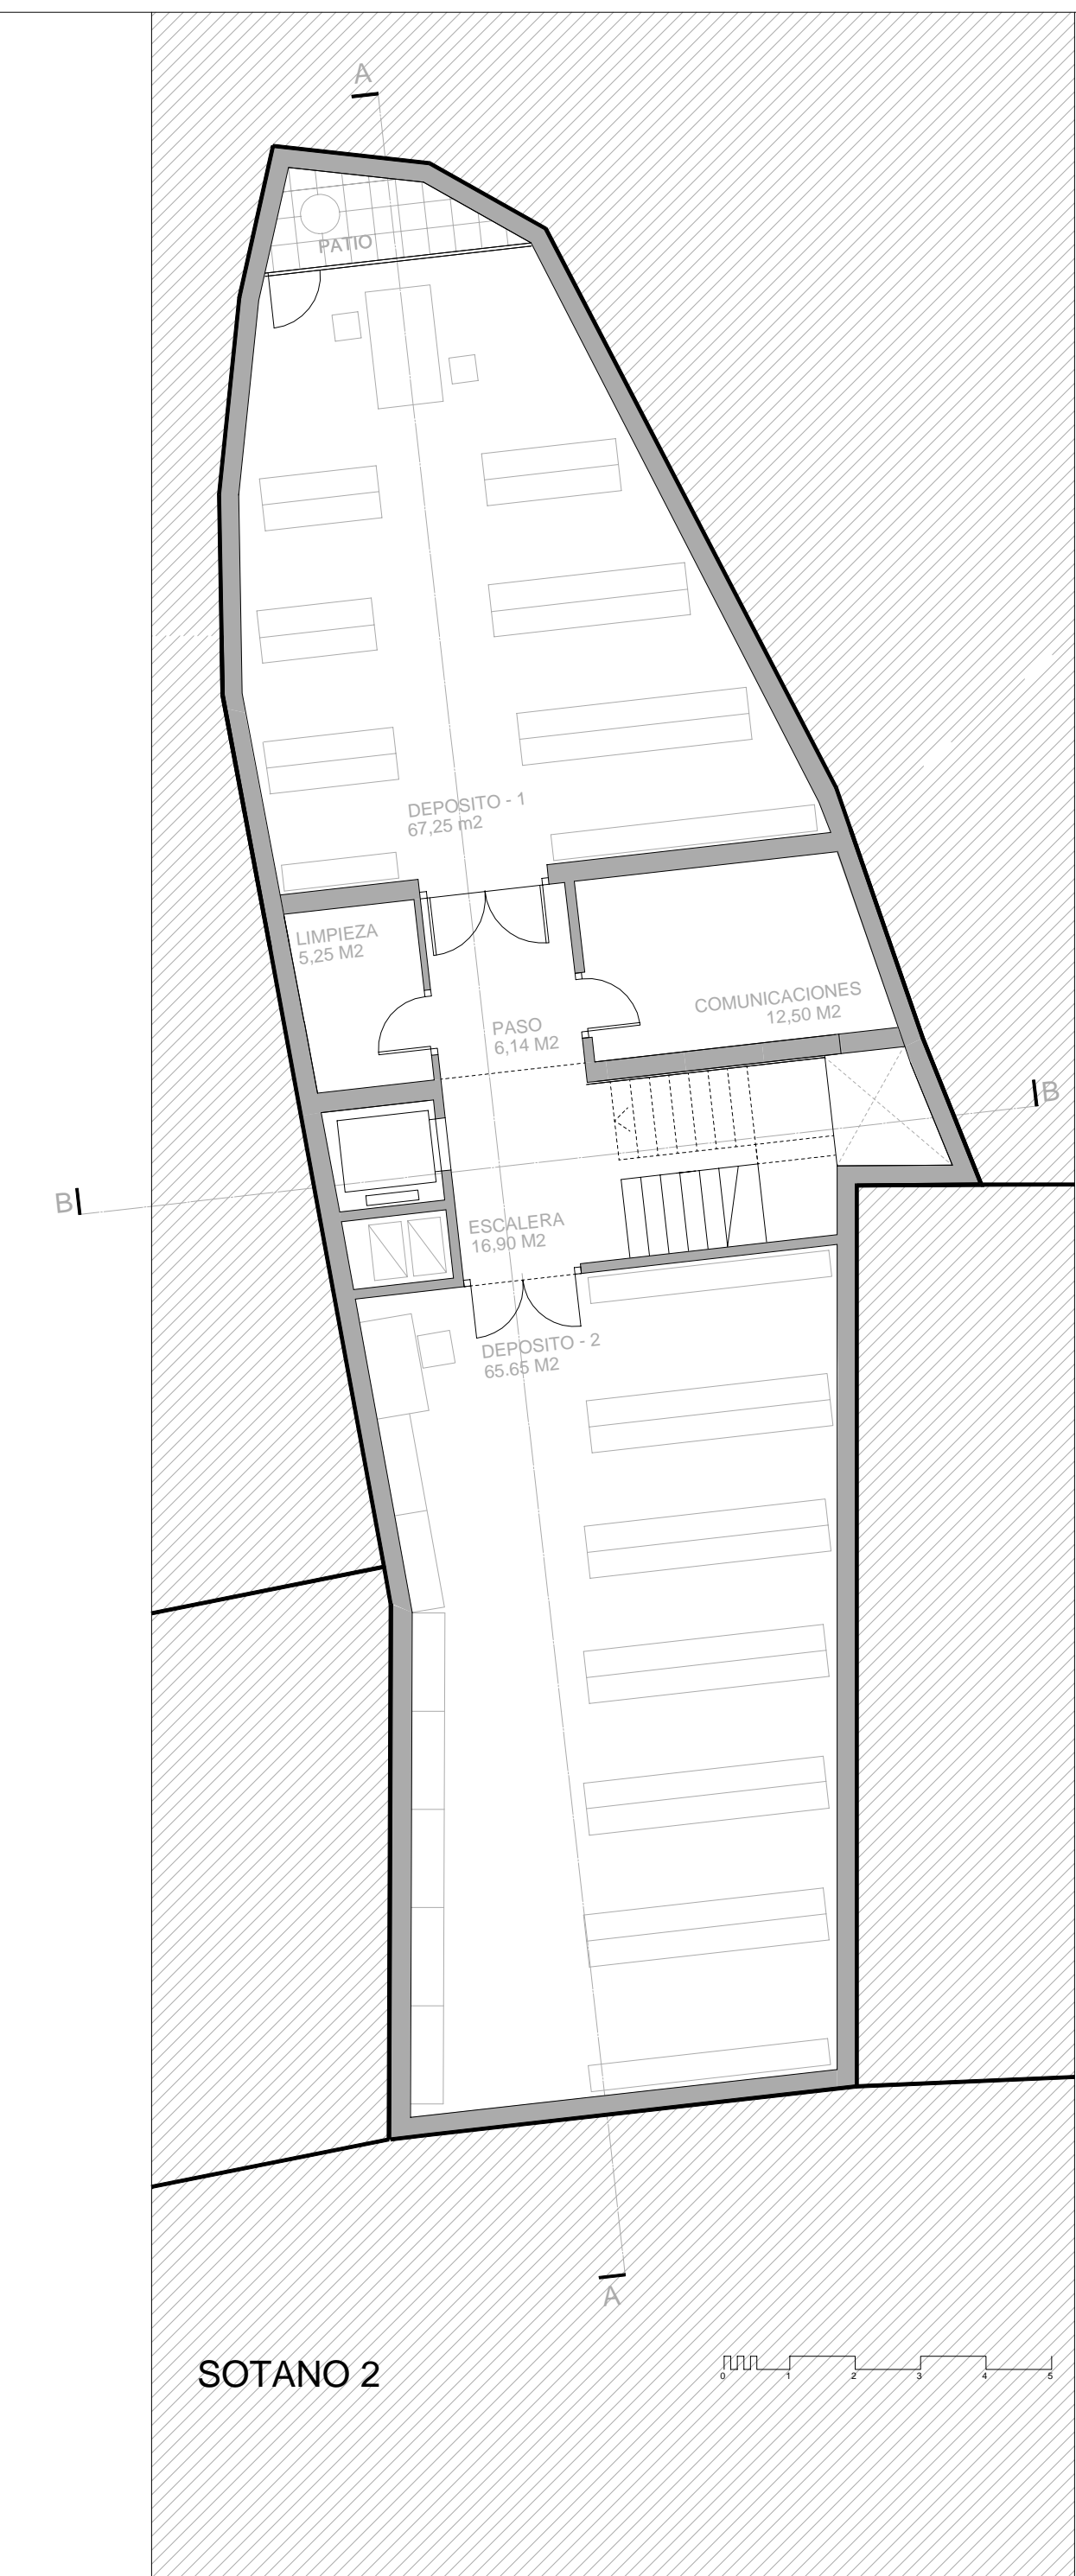 A
PATIO
DEPOSITO - 1
67,25 m2
LIMPIEZA
5,25 M2
COMUNICACIONES
12,50 M2
PASO
6,14 M2
B
B
ESCALERA
16,90 M2
DEPOSITO - 2
65.65 M2
A
SOTANO 2
0 1 2 3 4 5